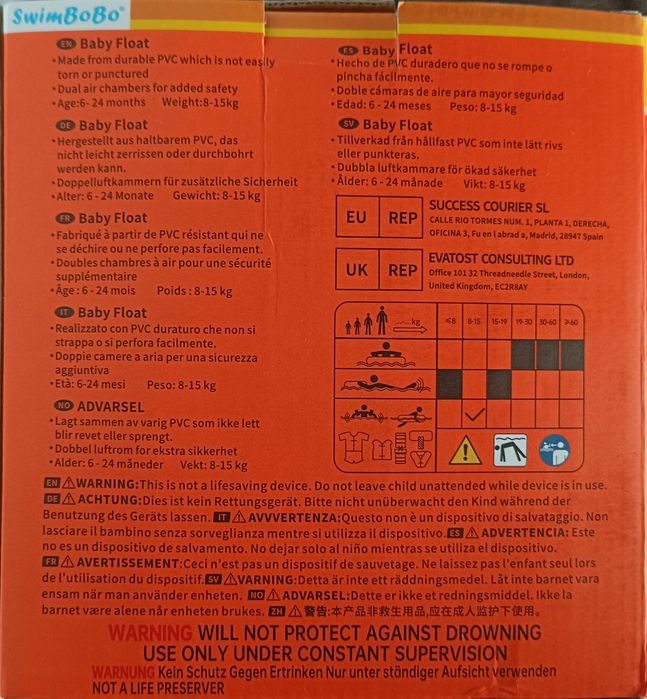 SwimBoBo®
EN Baby Float
• Made from durable PVC which is not easily
torn or punctured
• Dual air chambers for added safety
• Age:6- 24 months Weight:8-15kg
DE Baby Float
• Hergestellt aus haltbarem PVC, das
nicht leicht zerrissen oder durchbohrt
werden kann.
• Doppelluftkammern für zusätzliche Sicherheit
• Alter: 6 - 24 Monate Gewicht: 8-15 kg
FR Baby Float
• Fabriqué à partir de PVC résistant qui ne
se déchire ou ne perfore pas facilement.
• Doubles chambres à air pour une sécurité
supplémentaire
• Âge : 6 - 24 mois Poids : 8-15 kg
IT Baby Float
• Realizzato con PVC duraturo che non si
strappa o si perfora facilmente.
• Doppie camere a aria per una sicurezza
aggiuntiva
• Età: 6-24 mesi Peso: 8-15 kg
NO ADVARSEL
• Lagt sammen av varig PVC som ikke lett
blir revet eller sprengt.
• Dobbel luftrom for ekstra sikkerhet
• Alder: 6 - 24 måneder Vekt: 8-15 kg
ES Baby Float
• Hecho de PVC duradero que no se rompe o
pincha fácilmente.
• Doble cámaras de aire para mayor seguridad
• Edad: 6 - 24 meses Peso: 8-15 kg
SV Baby Float
• Tillverkad från hållfast PVC som inte lätt rivs
eller punkteras.
• Dubbla luftkammare för ökad säkerhet
• Ålder: 6 - 24 månade Vikt: 8-15 kg
EU REP
SUCCESS COURIER SL
CALLE RIO TORMES NUM. 1, PLANTA 1, DERECHA,
OFICINA 3, Fu en l abrad a, Madrid, 28947 Spain
UK REP
EVATOST CONSULTING LTD
Office 101 32 Threadneedle Street, London,
United Kingdom, EC2R8AY
...-...kg ≤8 8-15 15-19 19-30 30-60 ≥60
EN WARNING:This is not a lifesaving device. Do not leave child unattended while device is in use.
DE ACHTUNG:Dies ist kein Rettungsgerät. Bitte nicht unüberwacht den Kind während der
Benutzung des Geräts lassen. IT AVVVERTENZA:Questo non è un dispositivo di salvataggio. Non
lasciare il bambino senza sorveglianza mentre si utilizza il dispositivo. ES ADVERTENCIA: Este
no es un dispositivo de salvamento. No dejar solo al niño mientras se utiliza el dispositivo.
FR AVERTISSEMENT:Ceci n'est pas un dispositif de sauvetage. Ne laissez pas l'enfant seul lors
de l'utilisation du dispositif. SV VARNING:Detta är inte ett räddningsmedel. Låt inte barnet vara
ensam när man använder enheten. NO ADVARSEL:Dette er ikke et redningsmiddel. Ikke la
barnet være alene når enheten brukes. ZH 警告:本产品非救生用品,应在成人监护下使用。
WARNING WILL NOT PROTECT AGAINST DROWNING
USE ONLY UNDER CONSTANT SUPERVISION
WARNUNG Kein Schutz Gegen Ertrinken Nur unter ständiger Aufsicht verwenden
NOT A LIFE PRESERVER